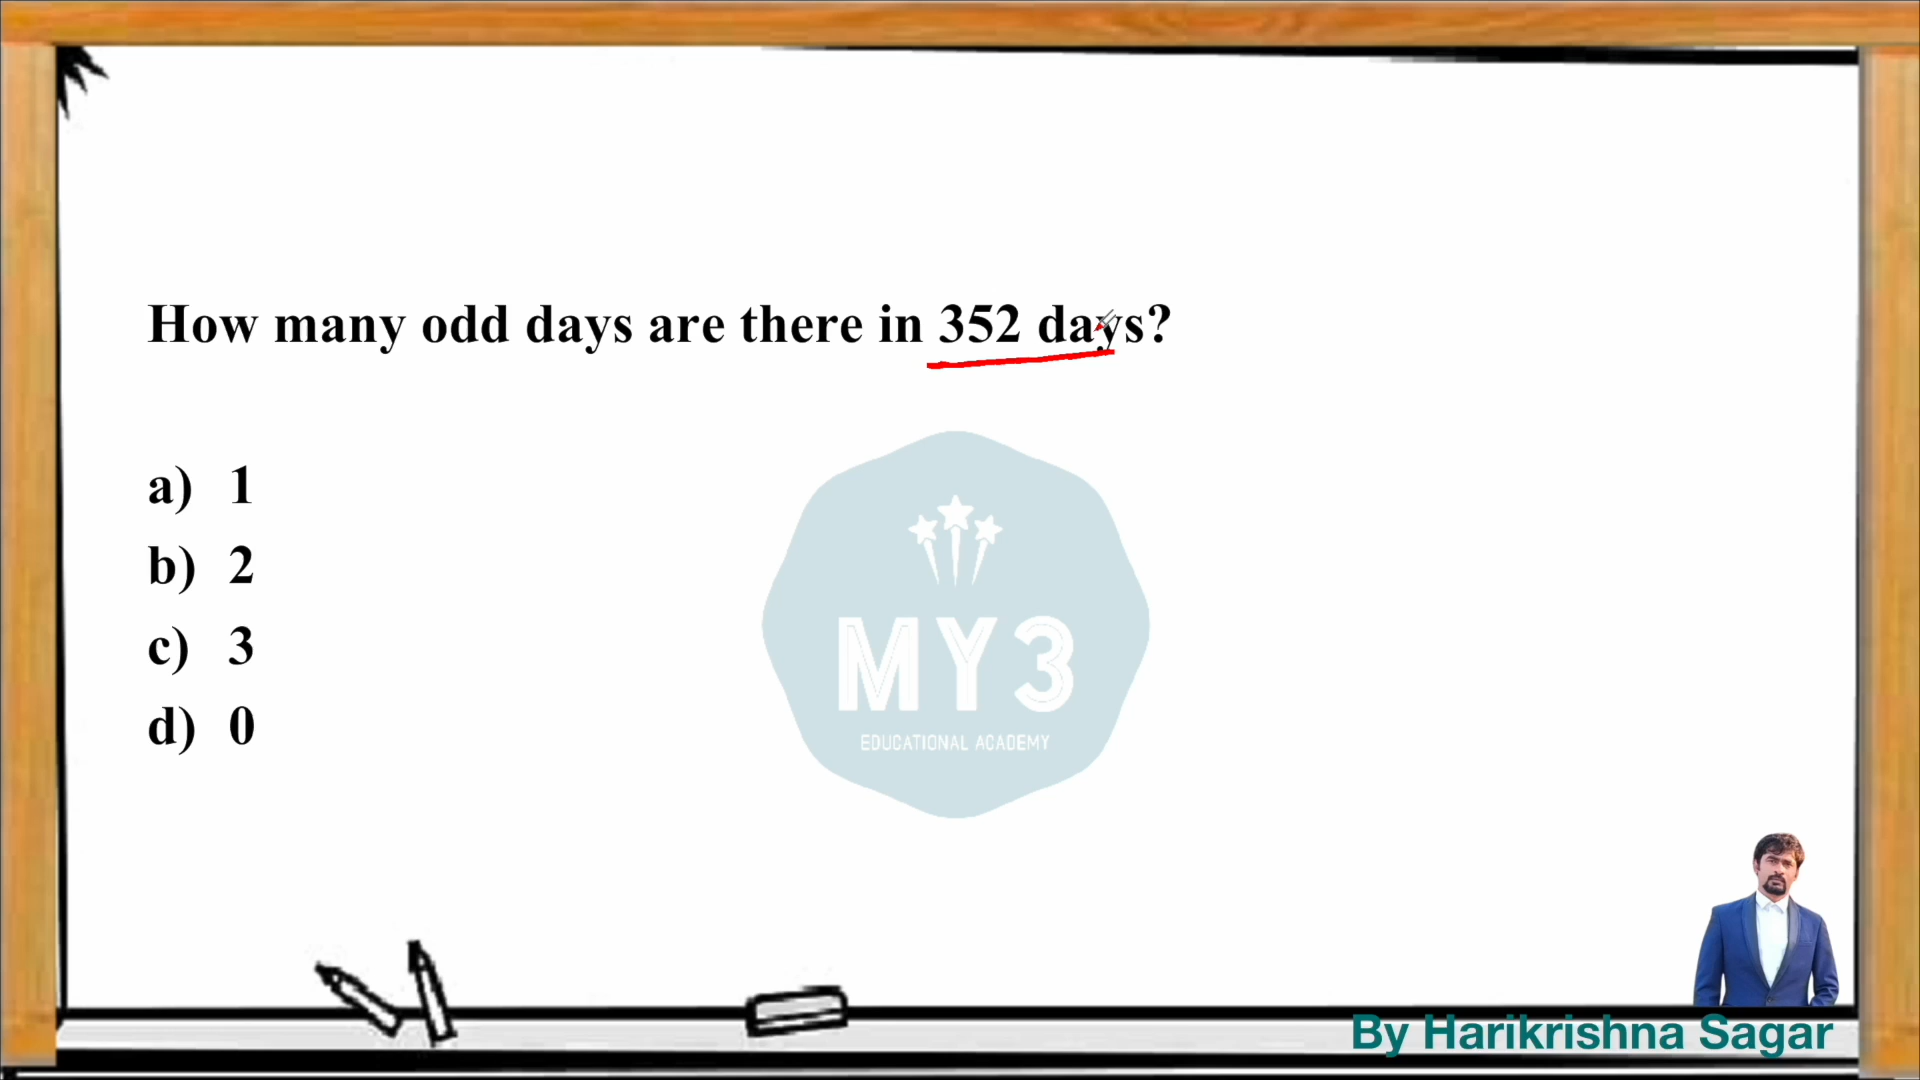 How many odd days are there in 352 days?
a) 1
b) 2
c) 3
d) 0
MY3
EDUCATIONAL ACADEMY
By Harikrishna Sagar